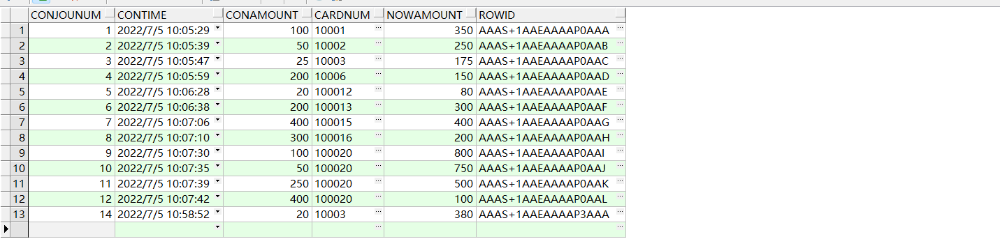 CONJOUNUM CONTIME CONAMOUNT CARDNUM NOWAMOUNT ROWID
1 1 2022/7/5 10:05:29 100 10001 ... 350 AAAS+1AAEAAAAP0AAA ...
2 2 2022/7/5 10:05:39 50 10002 ... 250 AAAS+1AAEAAAAP0AAB ...
3 3 2022/7/5 10:05:47 25 10003 ... 175 AAAS+1AAEAAAAP0AAC ...
4 4 2022/7/5 10:05:59 200 10006 ... 150 AAAS+1AAEAAAAP0AAD ...
5 5 2022/7/5 10:06:28 20 100012 ... 80 AAAS+1AAEAAAAP0AAE ...
6 6 2022/7/5 10:06:38 200 100013 ... 300 AAAS+1AAEAAAAP0AAF ...
7 7 2022/7/5 10:07:06 400 100015 ... 400 AAAS+1AAEAAAAP0AAG ...
8 8 2022/7/5 10:07:10 300 100016 ... 200 AAAS+1AAEAAAAP0AAH ...
9 9 2022/7/5 10:07:30 100 100020 ... 800 AAAS+1AAEAAAAP0AAI ...
10 10 2022/7/5 10:07:35 50 100020 ... 750 AAAS+1AAEAAAAP0AAJ ...
11 11 2022/7/5 10:07:39 250 100020 ... 500 AAAS+1AAEAAAAP0AAK ...
12 12 2022/7/5 10:07:42 400 100020 ... 100 AAAS+1AAEAAAAP0AAL ...
13 14 2022/7/5 10:58:52 20 10003 ... 380 AAAS+1AAEAAAAP3AAA ...
... ...